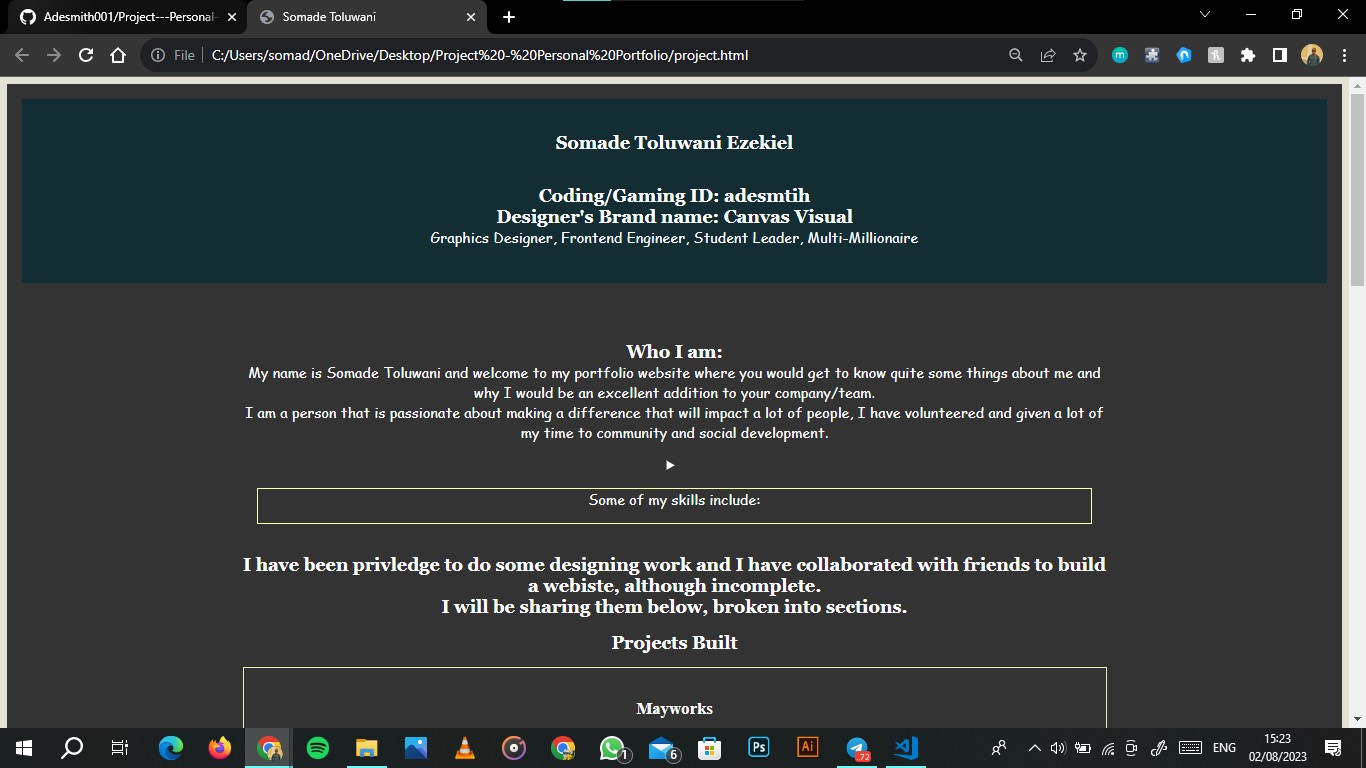 Adesmith001/Project---Personal-
Somade Toluwani
File
C:/Users/somad/OneDrive/Desktop/Project%20-%20Personal%20Portfolio/project.html
m
Somade Toluwani Ezekiel
Coding/Gaming ID: adesmtih
Designer's Brand name: Canvas Visual
Graphics Designer, Frontend Engineer, Student Leader, Multi-Millionaire
Who I am:
My name is Somade Toluwani and welcome to my portfolio website where you would get to know quite some things about me and
why I would be an excellent addition to your company/team.
I am a person that is passionate about making a difference that will impact a lot of people, I have volunteered and given a lot of
my time to community and social development.
Some of my skills include:
I have been privledge to do some designing work and I have collaborated with friends to build
a webiste, although incomplete.
I will be sharing them below, broken into sections.
Projects Built
Mayworks
1
6
Ps
Ai
.72
ENG
15:23
02/08/2023